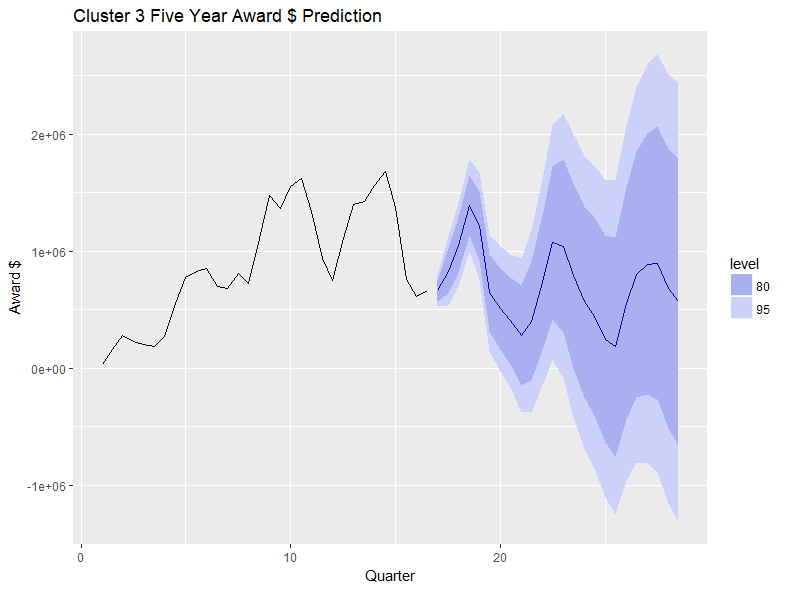 Cluster 3 Five Year Award $ Prediction
2e+06
1e+06
0e+00
-1e+06
Award $
0
10
20
Quarter
level
80
95